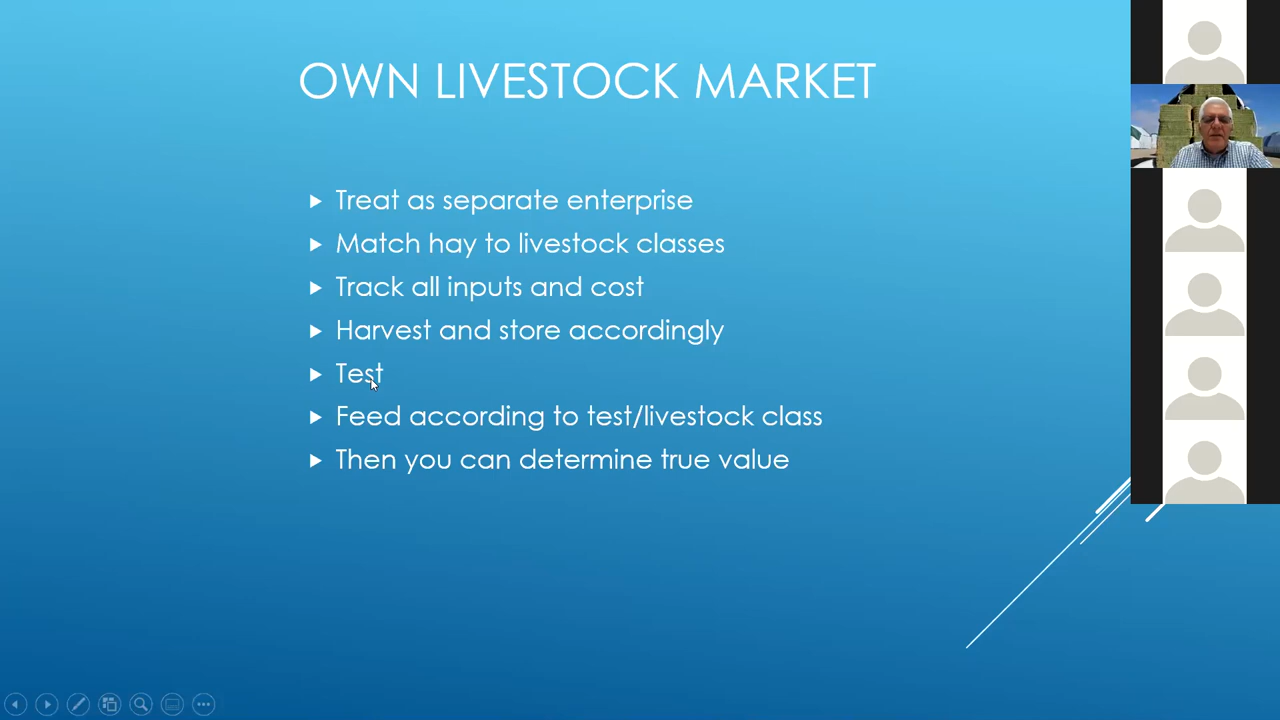 OWN LIVESTOCK MARKET
Treat as separate enterprise
Match hay to livestock classes
Track all inputs and cost
Harvest and store accordingly
Test
Feed according to test/livestock class
Then you can determine true value